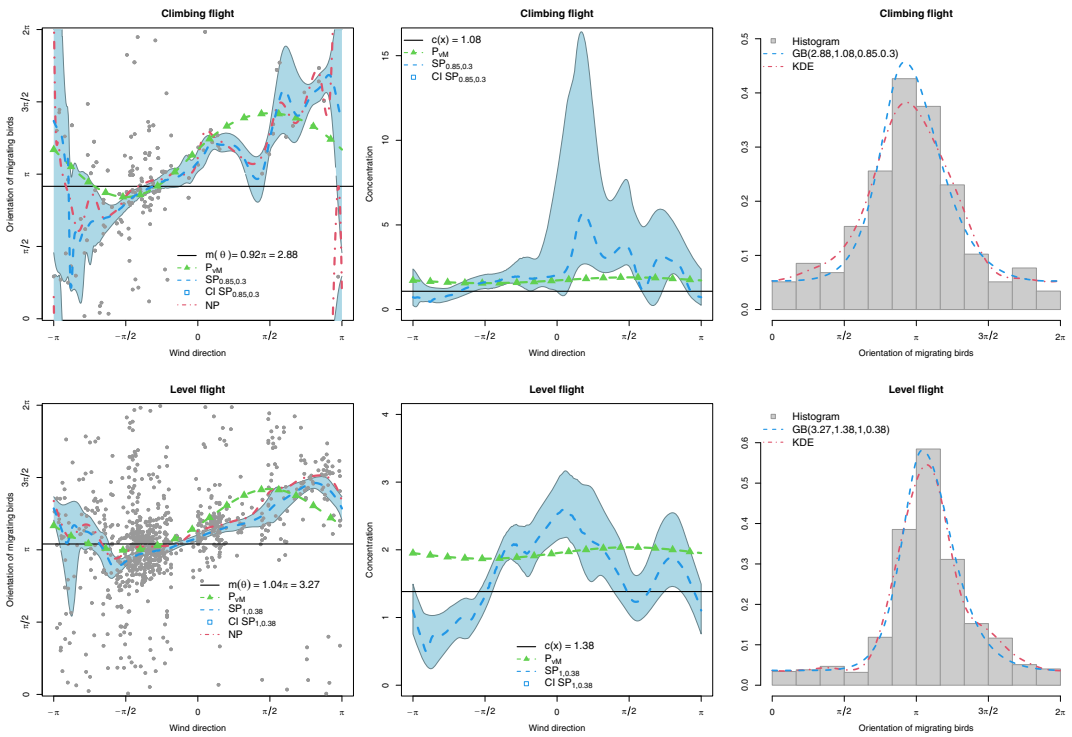 Climbing flight
2π
3π/2
π
π/2
0
Orientation of migrating birds
m( θ ) = 0.92π = 2.88
PvM
SP0.85,0.3
CI SP0.85,0.3
NP
−π
−π/2
0
π/2
π
Wind direction
Climbing flight
15
10
5
0
Concentration
c(x) = 1.08
PvM
SP0.85,0.3
CI SP0.85,0.3
−π
−π/2
0
π/2
π
Wind direction
Climbing flight
0.5
0.4
0.3
0.2
0.1
0.0
Histogram
GB(2.88,1.08,0.85,0.3)
KDE
0
π/2
π
3π/2
2π
Orientation of migrating birds
Level flight
2π
3π/2
π
π/2
0
Orientation of migrating birds
m(θ) = 1.04π = 3.27
PvM
SP1,0.38
CI SP1,0.38
NP
−π
−π/2
0
π/2
π
Wind direction
Level flight
4
3
2
1
0
Concentration
c(x) = 1.38
PvM
SP1,0.38
CI SP1,0.38
−π
−π/2
0
π/2
π
Wind direction
Level flight
0.6
0.5
0.4
0.3
0.2
0.1
0.0
Histogram
GB(3.27,1.38,1,0.38)
KDE
0
π/2
π
3π/2
2π
Orientation of migrating birds